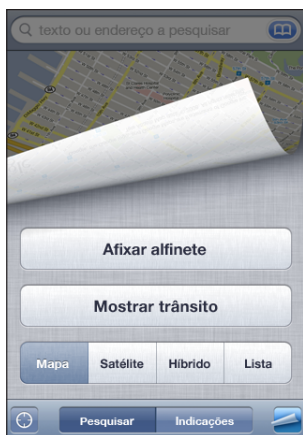 texto ou endereço a pesquisar
Afixar alfinete
Mostrar trânsito
Mapa Satélite Híbrido Lista
Pesquisar Indicações